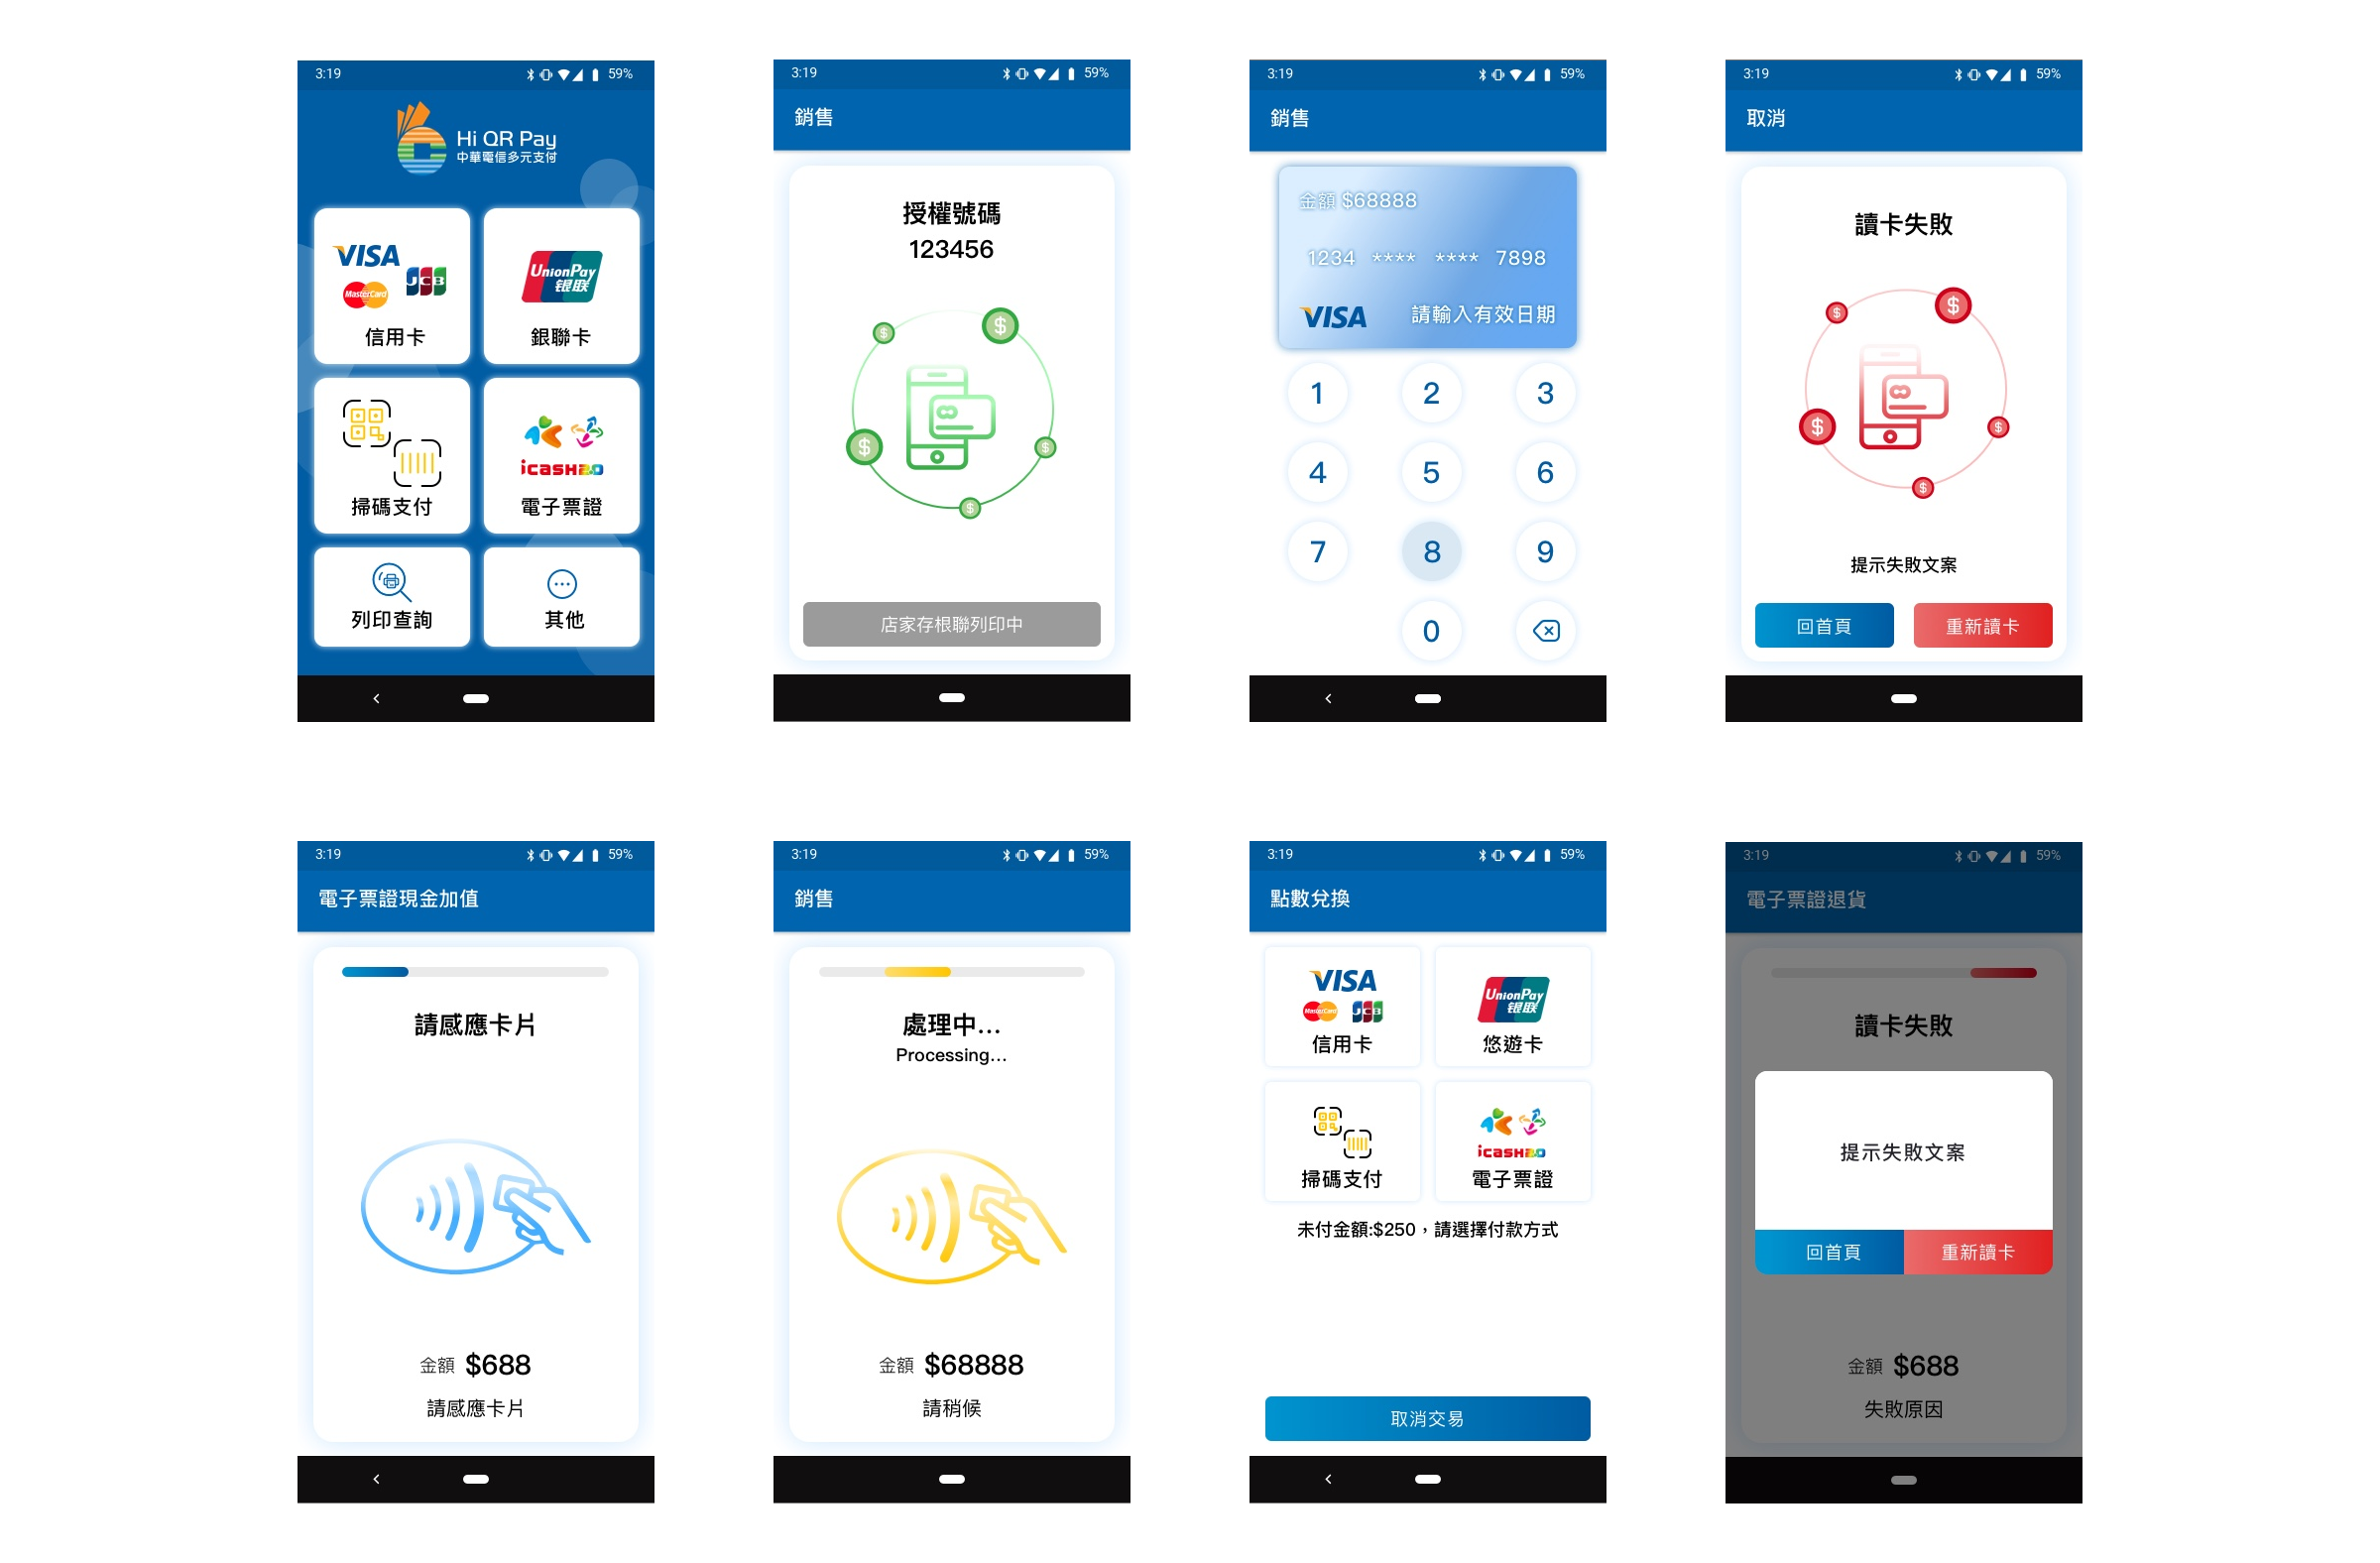 3:19
59%
Hi QR Pay
中華電信多元支付
VISA
JCB
MasterCard
信用卡
UnionPay
银联
銀聯卡
掃碼支付
icash2.0
電子票證
列印查詢
其他
3:19
59%
銷售
授權號碼
123456
店家存根聯列印中
3:19
59%
銷售
金額 $68888
1234 **** **** 7898
VISA
請輸入有效日期
1 2 3
4 5 6
7 8 9
0
3:19
59%
取消
讀卡失敗
提示失敗文案
回首頁
重新讀卡
3:19
59%
電子票證現金加值
請感應卡片
金額 $688
請感應卡片
3:19
59%
銷售
處理中...
Processing...
金額 $68888
請稍候
3:19
59%
點數兌換
VISA
MasterCard
JCB
信用卡
UnionPay
银联
悠遊卡
掃碼支付
icash2.0
電子票證
未付金額:$250，請選擇付款方式
取消交易
3:19
59%
電子票證退貨
讀卡失敗
提示失敗文案
回首頁
重新讀卡
金額 $688
失敗原因